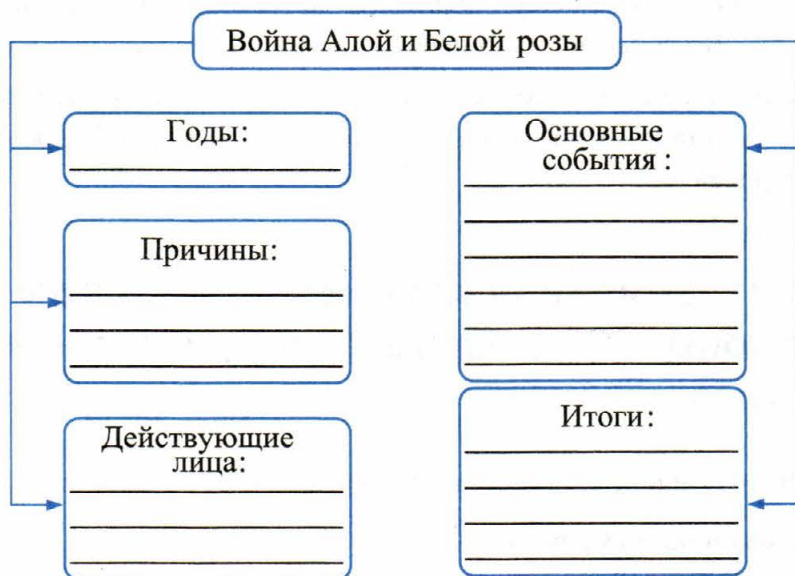 Война Алой и Белой розы
Годы:
Причины:
Действующие
лица:
Основные
события :
Итоги: